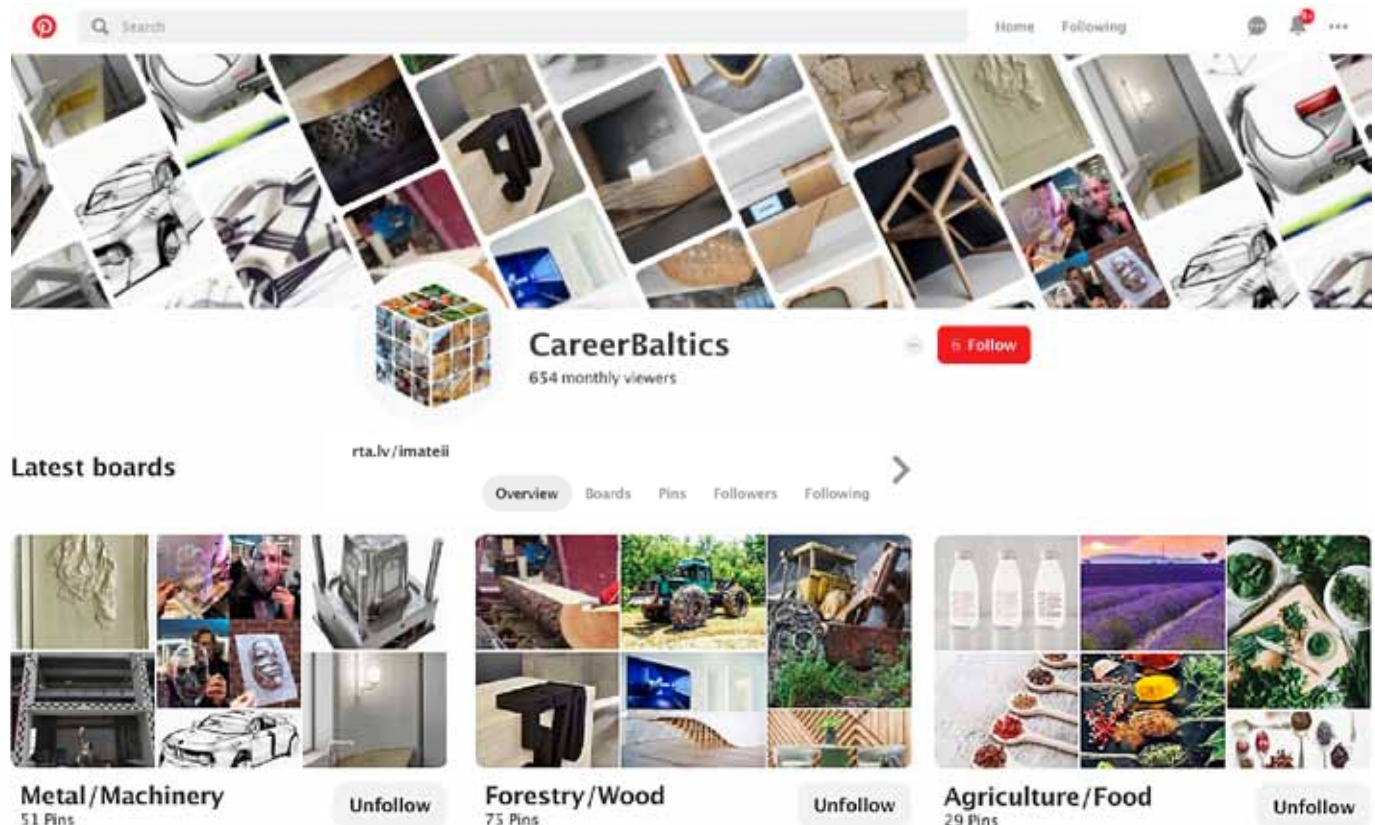 Search
Home Following
CareerBaltics
654 monthly viewers
Follow
rta.lv/imateii
Latest boards
Overview Boards Pins Followers Following
Metal/Machinery
51 Pins
Unfollow
Forestry/Wood
75 Pins
Unfollow
Agriculture/Food
29 Pins
Unfollow